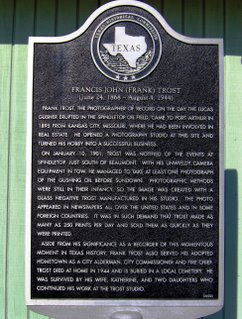 TEXAS
FRANCIS JOHN (FRANK) TROST
(June 24, 1868 – August 8, 1944)
FRANK TROST, THE PHOTOGRAPHER OF RECORD ON THE DAY THE LUCAS
GUSHER ERUPTED IN THE SPINDLETOP OIL FIELD, CAME TO PORT ARTHUR IN
1895 FROM KANSAS CITY, MISSOURI, WHERE HE HAD BEEN INVOLVED IN
REAL ESTATE. HE OPENED A PHOTOGRAPHY STUDIO AT THIS SITE AND
TURNED HIS HOBBY INTO A SUCCESSFUL BUSINESS.
ON JANUARY 10, 1901, TROST WAS NOTIFIED OF THE EVENTS AT
SPINDLETOP JUST SOUTH OF BEAUMONT. WITH HIS UNWIELDY CAMERA
EQUIPMENT IN TOW, HE MANAGED TO TAKE AT LEAST ONE PHOTOGRAPH
OF THE GUSHING OIL BEFORE SUNDOWN. PHOTOGRAPHIC METHODS
WERE STILL IN THEIR INFANCY, SO THE IMAGE WAS CREATED WITH A
GLASS NEGATIVE TROST MANUFACTURED IN HIS STUDIO. THE PHOTO
APPEARED IN NEWSPAPERS ALL OVER THE UNITED STATES AND IN SOME
FOREIGN COUNTRIES. IT WAS IN SUCH DEMAND THAT TROST MADE AS
MANY AS 250 PRINTS PER DAY AND SOLD THEM AS QUICKLY AS THEY
WERE PRINTED.
ASIDE FROM HIS SIGNIFICANCE AS A RECORDER OF THIS MOMENTOUS
MOMENT IN TEXAS HISTORY, FRANK TROST ALSO SERVED HIS ADOPTED
HOMETOWN AS A CITY ALDERMAN, CITY COMMISSIONER AND FIRE CHIEF.
TROST DIED AT HOME IN 1944 AND IS BURIED IN A LOCAL CEMETERY. HE
WAS SURVIVED BY HIS WIFE, KATHERINE, AND TWO DAUGHTERS WHO
CONTINUED HIS WORK AT THE TROST STUDIO.